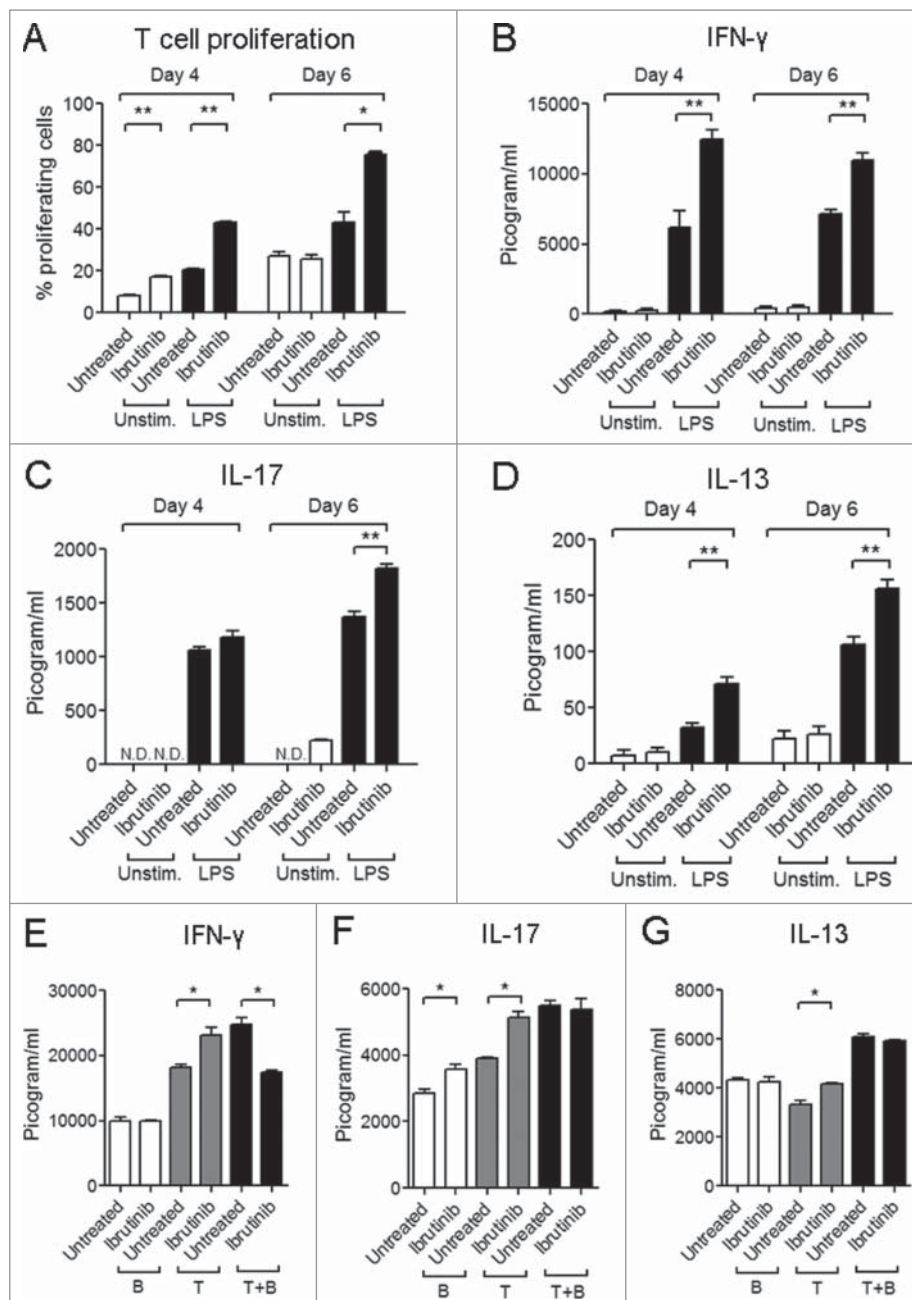 A
T cell proliferation
Day 4
Day 6
**
**
*
% proliferating cells
100
80
60
40
20
0
Untreated
Ibrutinib
Untreated
Ibrutinib
Untreated
Ibrutinib
Untreated
Ibrutinib
Unstim.
LPS
Unstim.
LPS
B
IFN-γ
Day 4
Day 6
**
**
Picogram/ml
15000
10000
5000
0
Untreated
Ibrutinib
Untreated
Ibrutinib
Untreated
Ibrutinib
Untreated
Ibrutinib
Unstim.
LPS
Unstim.
LPS
C
IL-17
Day 4
Day 6
**
Picogram/ml
2000
1500
1000
500
0
N.D.
N.D.
N.D.
Untreated
Ibrutinib
Untreated
Ibrutinib
Untreated
Ibrutinib
Untreated
Ibrutinib
Unstim.
LPS
Unstim.
LPS
D
IL-13
Day 4
Day 6
**
**
Picogram/ml
200
150
100
50
0
Untreated
Ibrutinib
Untreated
Ibrutinib
Untreated
Ibrutinib
Untreated
Ibrutinib
Unstim.
LPS
Unstim.
LPS
E
IFN-γ
*
*
Picogram/ml
30000
20000
10000
0
Untreated
Ibrutinib
Untreated
Ibrutinib
Untreated
Ibrutinib
B
T
T+B
F
IL-17
*
*
Picogram/ml
6000
4000
2000
0
Untreated
Ibrutinib
Untreated
Ibrutinib
Untreated
Ibrutinib
B
T
T+B
G
IL-13
*
Picogram/ml
8000
6000
4000
2000
0
Untreated
Ibrutinib
Untreated
Ibrutinib
Untreated
Ibrutinib
B
T
T+B